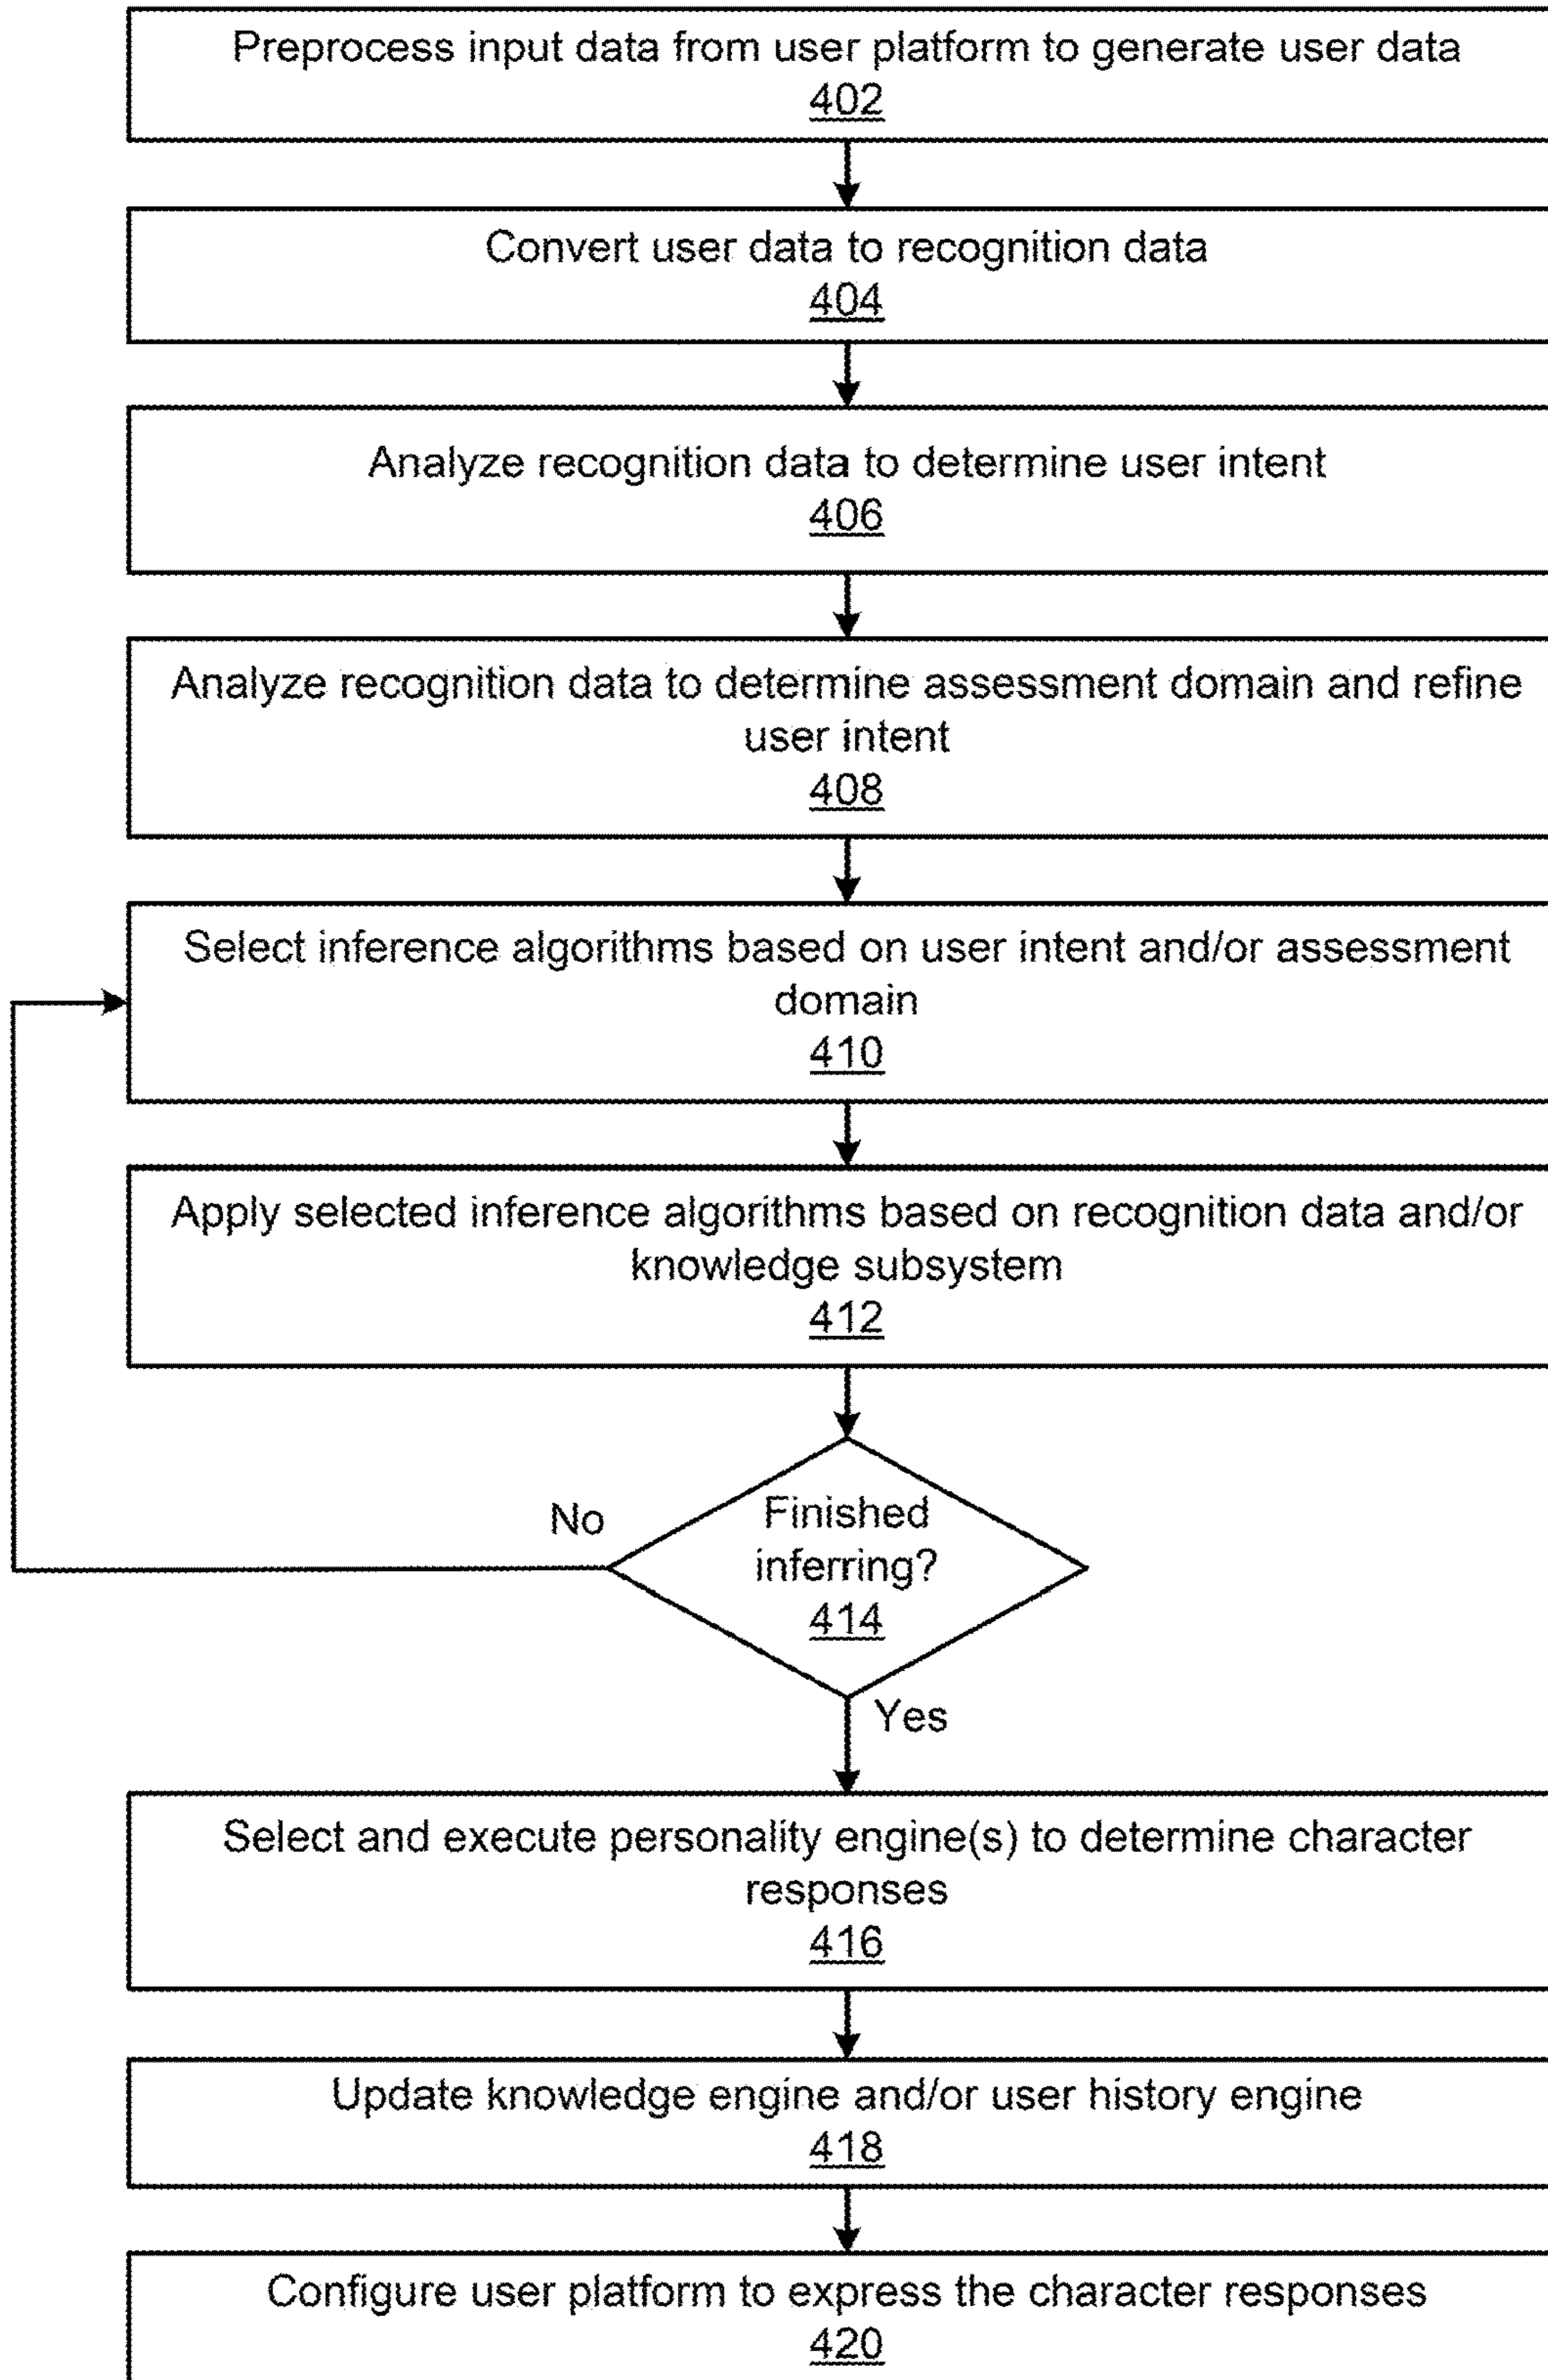 Preprocess input data from user platform to generate user data
402
Convert user data to recognition data
404
Analyze recognition data to determine user intent
406
Analyze recognition data to determine assessment domain and refine
user intent
408
Select inference algorithms based on user intent and/or assessment
domain
410
Apply selected inference algorithms based on recognition data and/or
knowledge subsystem
412
No
Finished
inferring?
414
Yes
Select and execute personality engine(s) to determine character
responses
416
Update knowledge engine and/or user history engine
418
Configure user platform to express the character responses
420